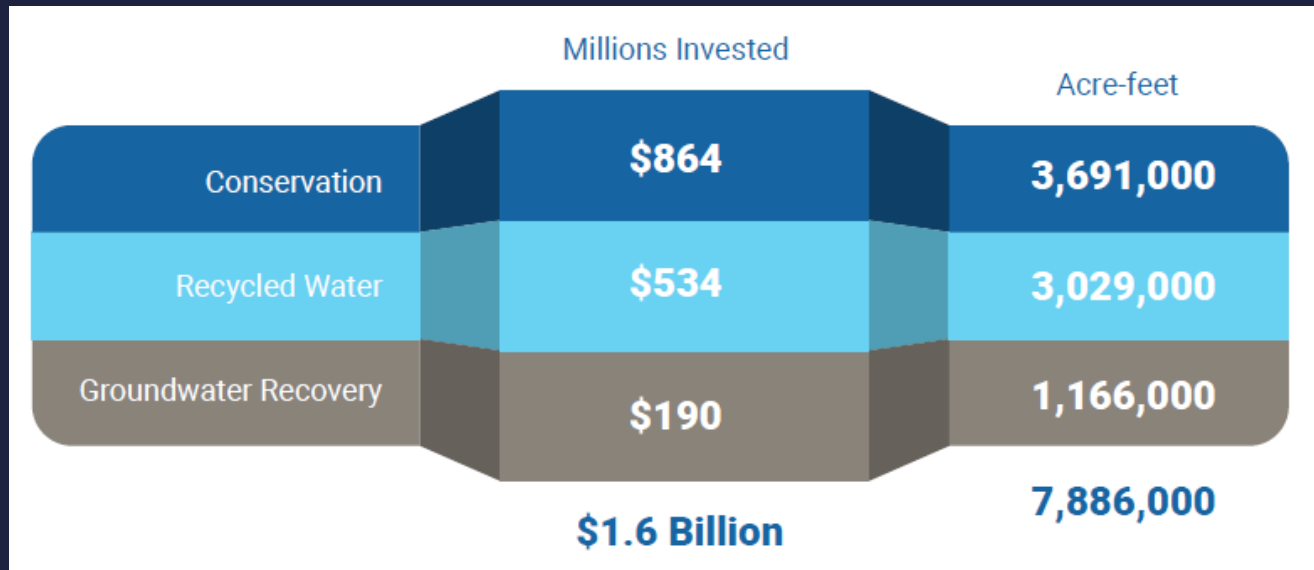 Millions Invested
Acre-feet
Conservation $864 3,691,000
Recycled Water $534 3,029,000
Groundwater Recovery $190 1,166,000
$1.6 Billion 7,886,000